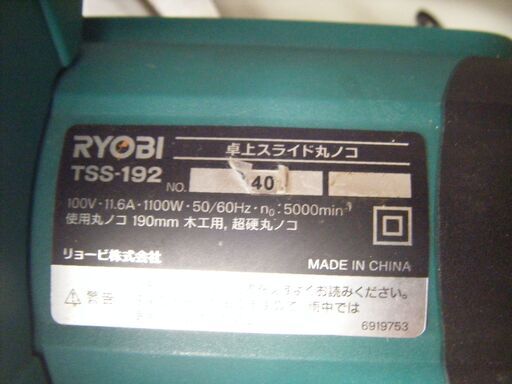 RYOBI 卓上スライド丸ノコ
TSS-192 NO. 40
100V·11.6A·1100W·50/60Hz·n₀:5000min⁻¹
使用丸ノコ 190mm 木工用, 超硬丸ノコ
リョービ株式会社 MADE IN CHINA
警告 お読みください。
中では
6919753